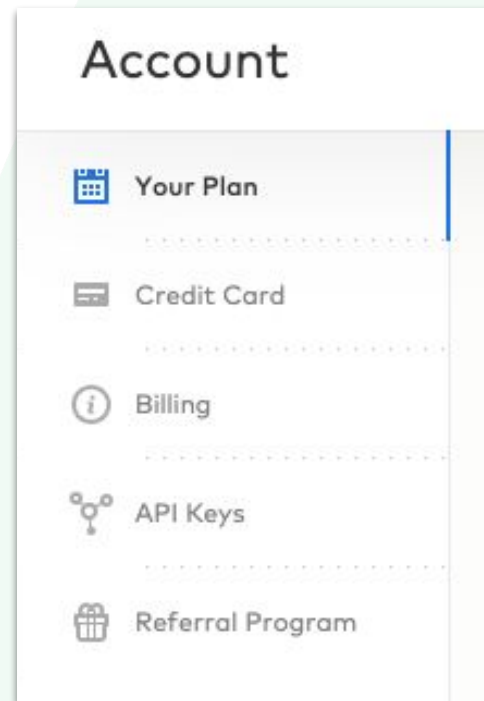 Account
Your Plan
Credit Card
Billing
API Keys
Referral Program